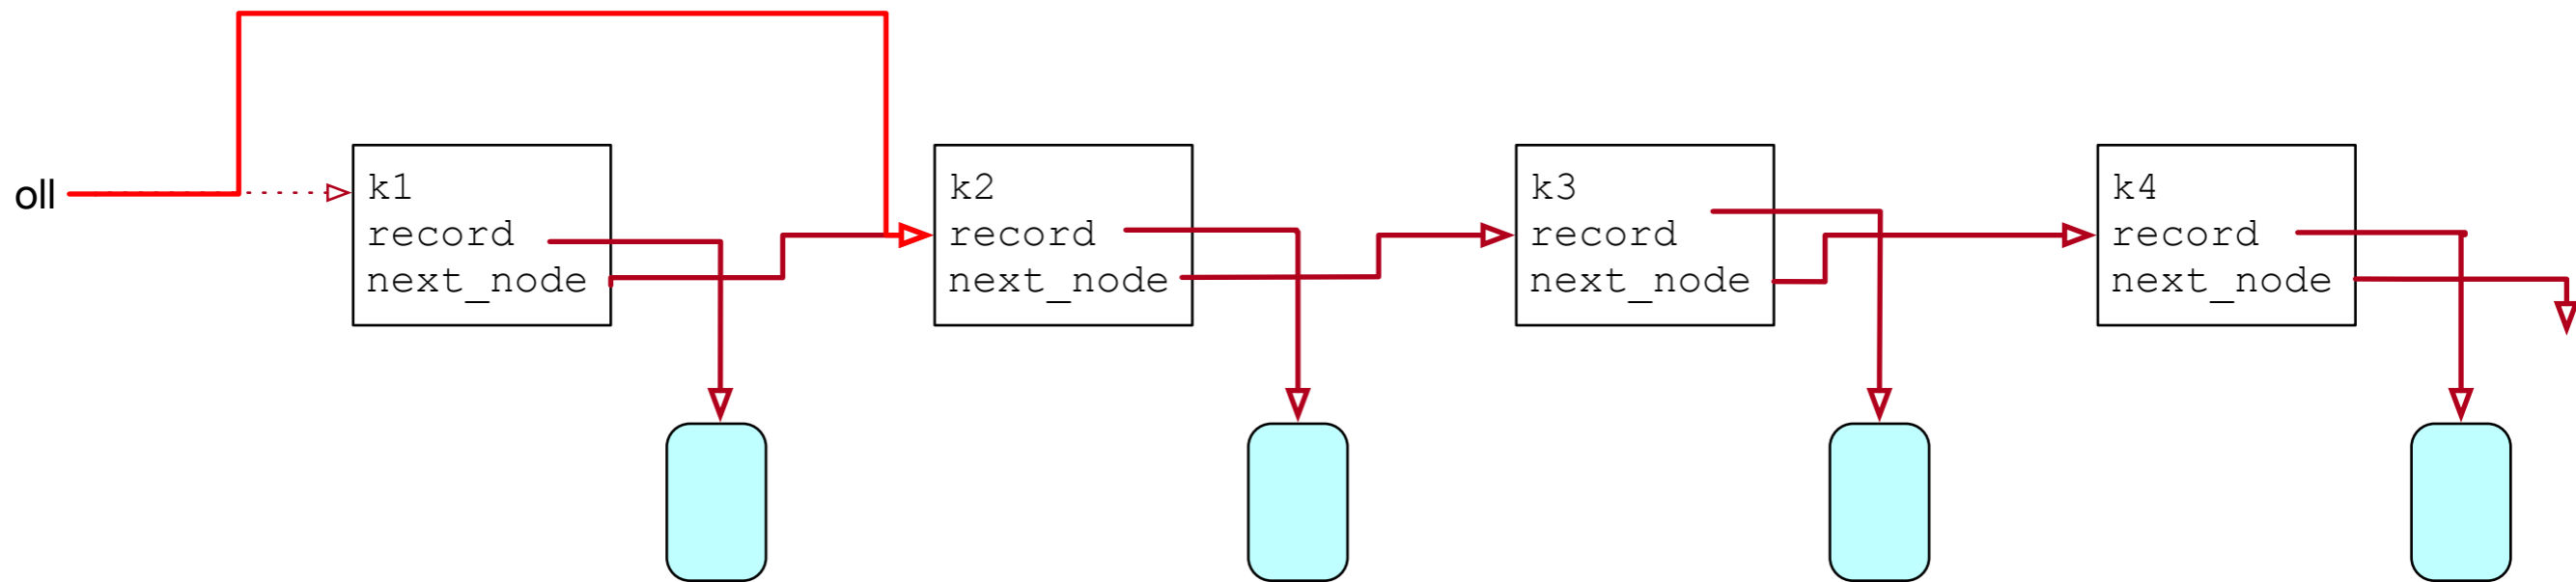 oll
k1
record
next_node
k2
record
next_node
k3
record
next_node
k4
record
next_node